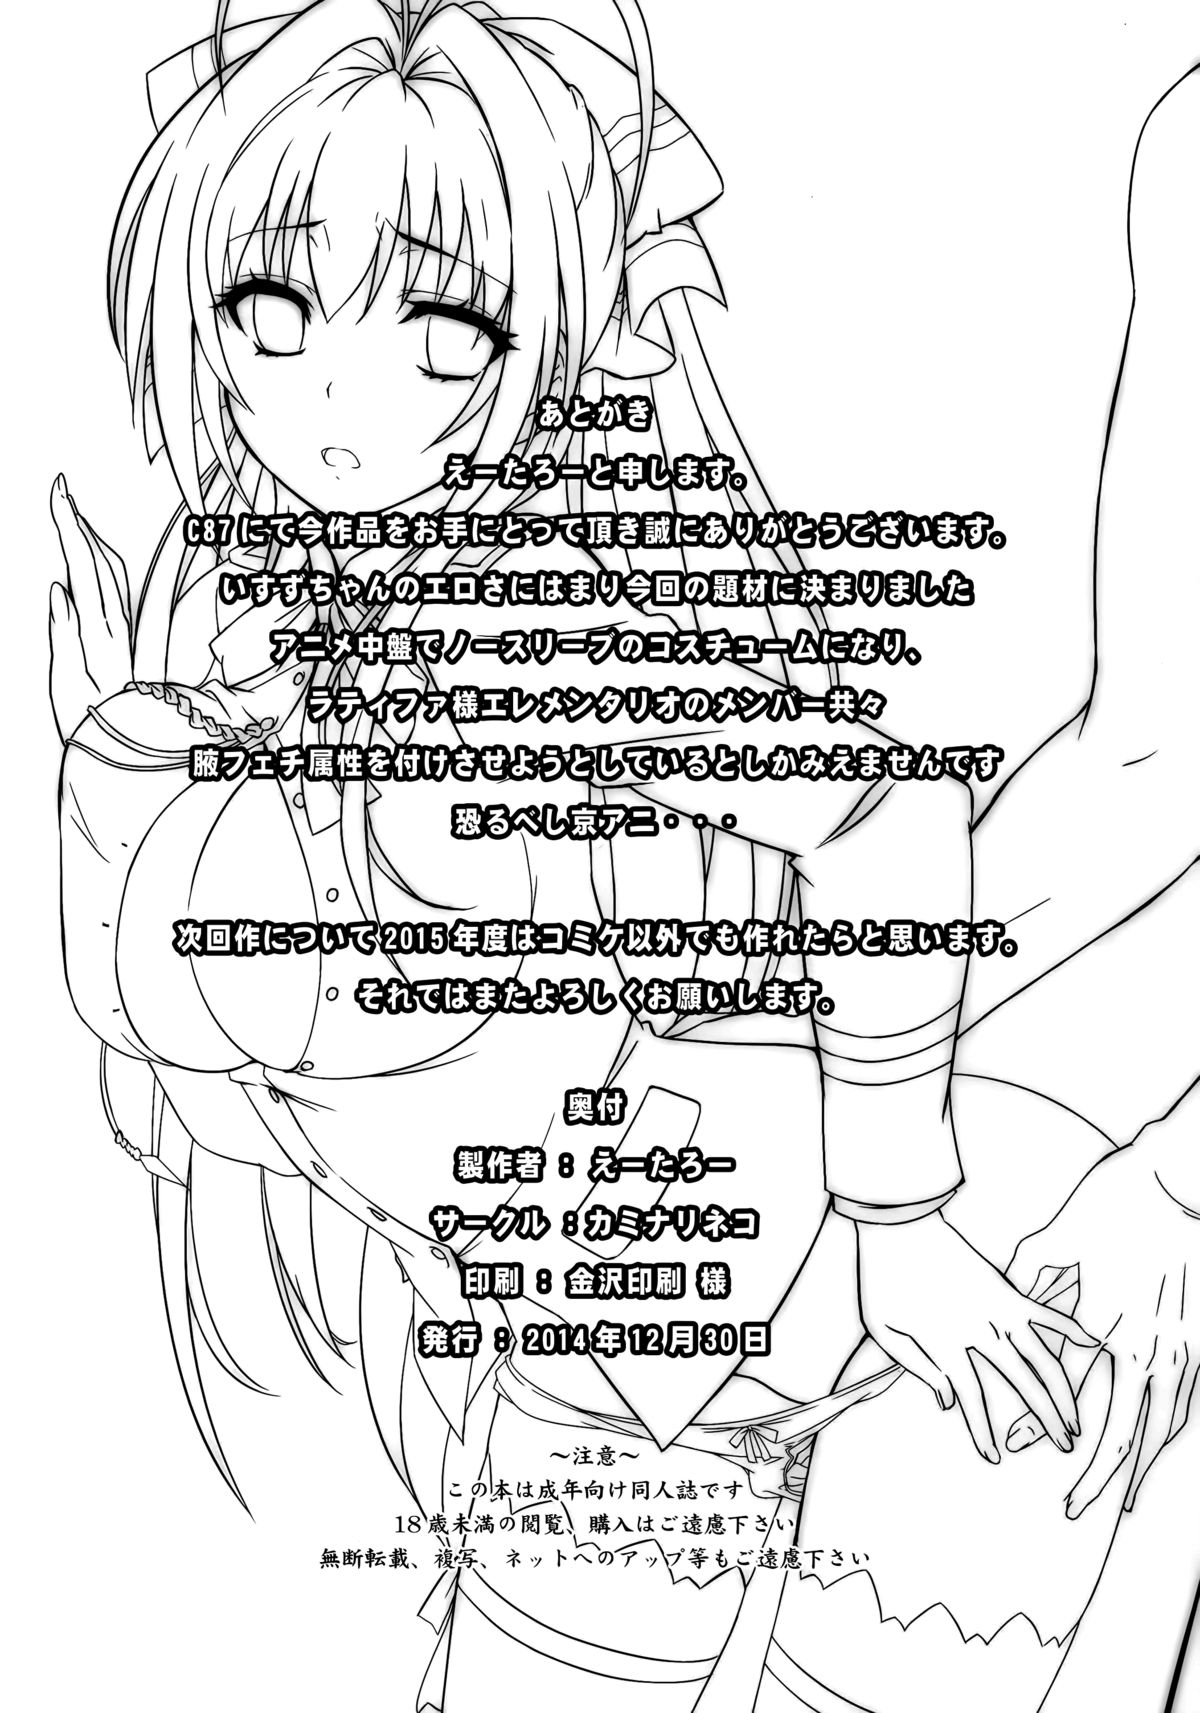 あとがき
えーたろーと申します。
C87にて今作品をお手にとって頂き誠にありがとうございます。
いすずちゃんのエロさにはまり今回の題材に決まりました
アニメ中盤でノースリーブのコスチュームになり、
ラティファ様エレメンタリオのメンバー共々
腋フェチ属性を付けさせようとしているとしかみえませんです
恐るべし京アニ・・・
次回作について2015年度はコミケ以外でも作れたらと思います。
それではまたよろしくお願いします。
奥付
製作者 : えーたろー
サークル : カミナリネコ
印刷 : 金沢印刷 様
発行 : 2014年12月30日
～注意～
この本は成年向け同人誌です
18歳未満の閲覧、購入はご遠慮下さい
無断転載、複写、ネットへのアップ等もご遠慮下さい